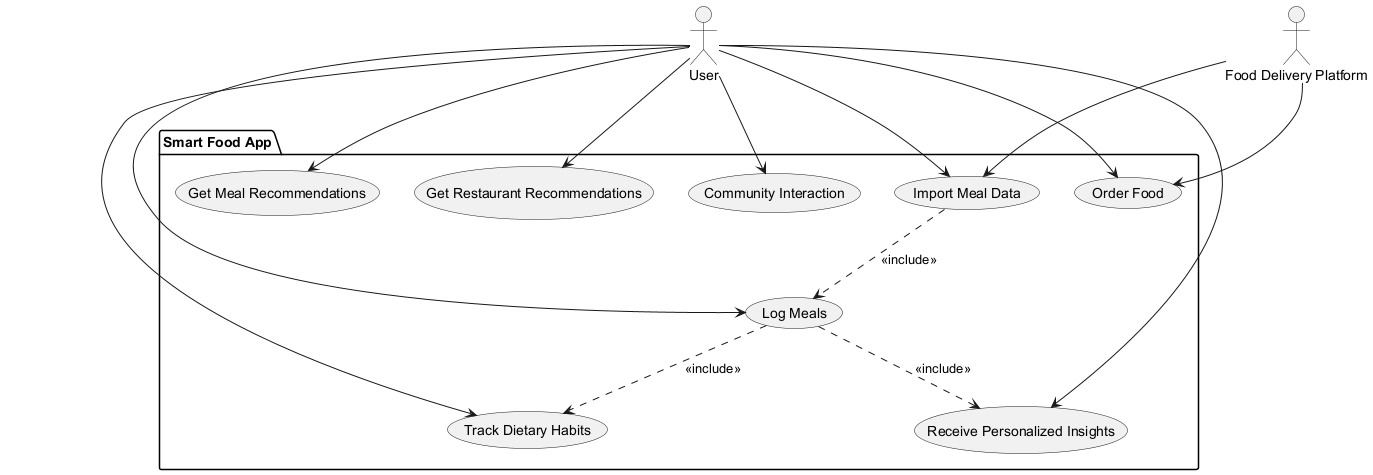 User
Food Delivery Platform
Smart Food App
Get Meal Recommendations
Get Restaurant Recommendations
Community Interaction
Import Meal Data
Order Food
«include»
Log Meals
«include»
«include»
Track Dietary Habits
Receive Personalized Insights